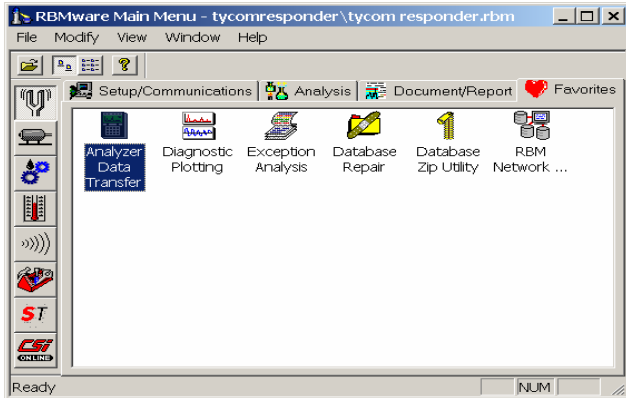 RBMware Main Menu - tycomresponder\tycom responder.rbm
File Modify View Window Help
Setup/Communications Analysis Document/Report Favorites
Analyzer Data Transfer
Diagnostic Plotting
Exception Analysis
Database Repair
Database Zip Utility
RBM Network ...
ST
CSi
ONLINE
Ready NUM